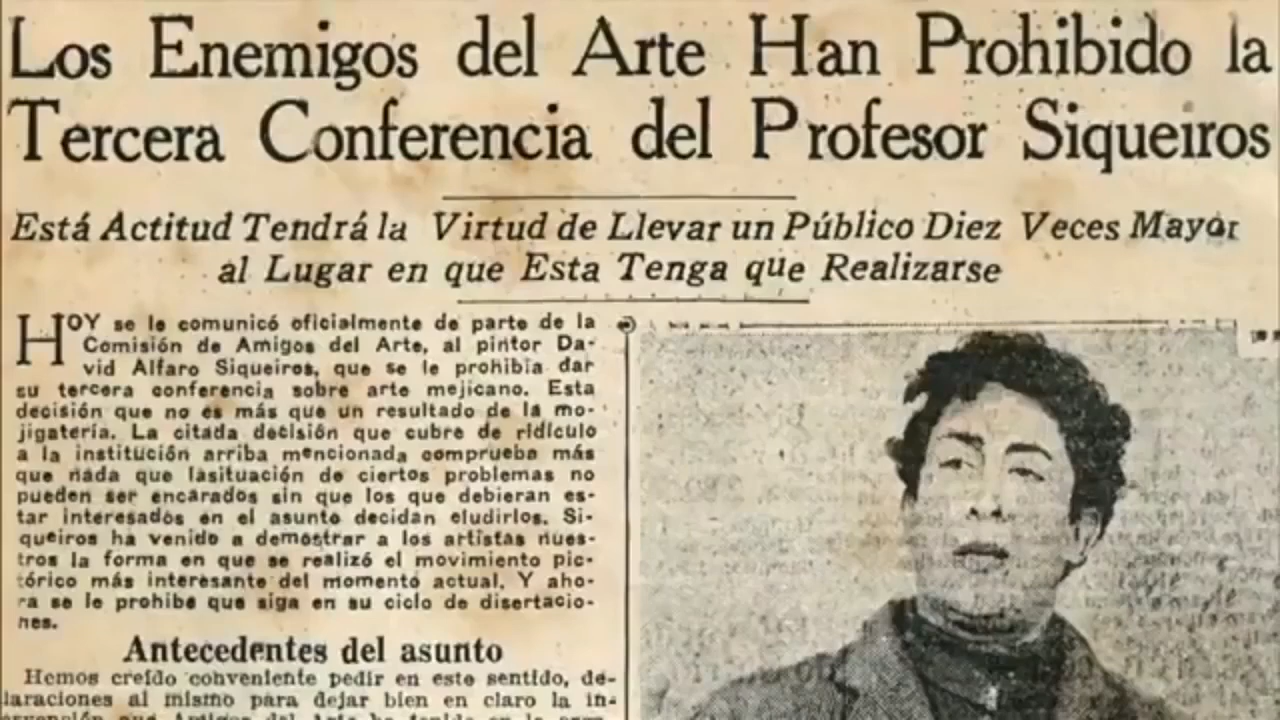 Los Enemigos del Arte Han Prohibido la
Tercera Conferencia del Profesor Siqueiros
Está Actitud Tendrá la Virtud de Llevar un Público Diez Veces Mayor
al Lugar en que Esta Tenga que Realizarse
HOY se le comunicó oficialmente de parte de la
Comisión de Amigos del Arte, al pintor Da-
vid Alfaro Siqueiros, que se le prohibia dar
su tercera conferencia sobre arte mejicano. Esta
decisión que no es más que un resultado de la mo-
jigatería. La citada decisión que cubre de ridículo
a la institución arriba mencionada comprueba más
que nada que lasituación de ciertos problemas no
pueden ser encarados sin que los que debieran es-
tar interesados en el asunto decidan eludirlos. Si-
queiros ha venido a demostrar a los artistas nues-
tros la forma en que se realizó el movimiento pic-
tórico más interesante del momento actual. Y aho-
ra se le prohibe que siga en su ciclo de disertacio-
nes.
Antecedentes del asunto
Hemos creído conveniente pedir en este sentido, de-
laraciones al mismo para dejar bien en claro la in-